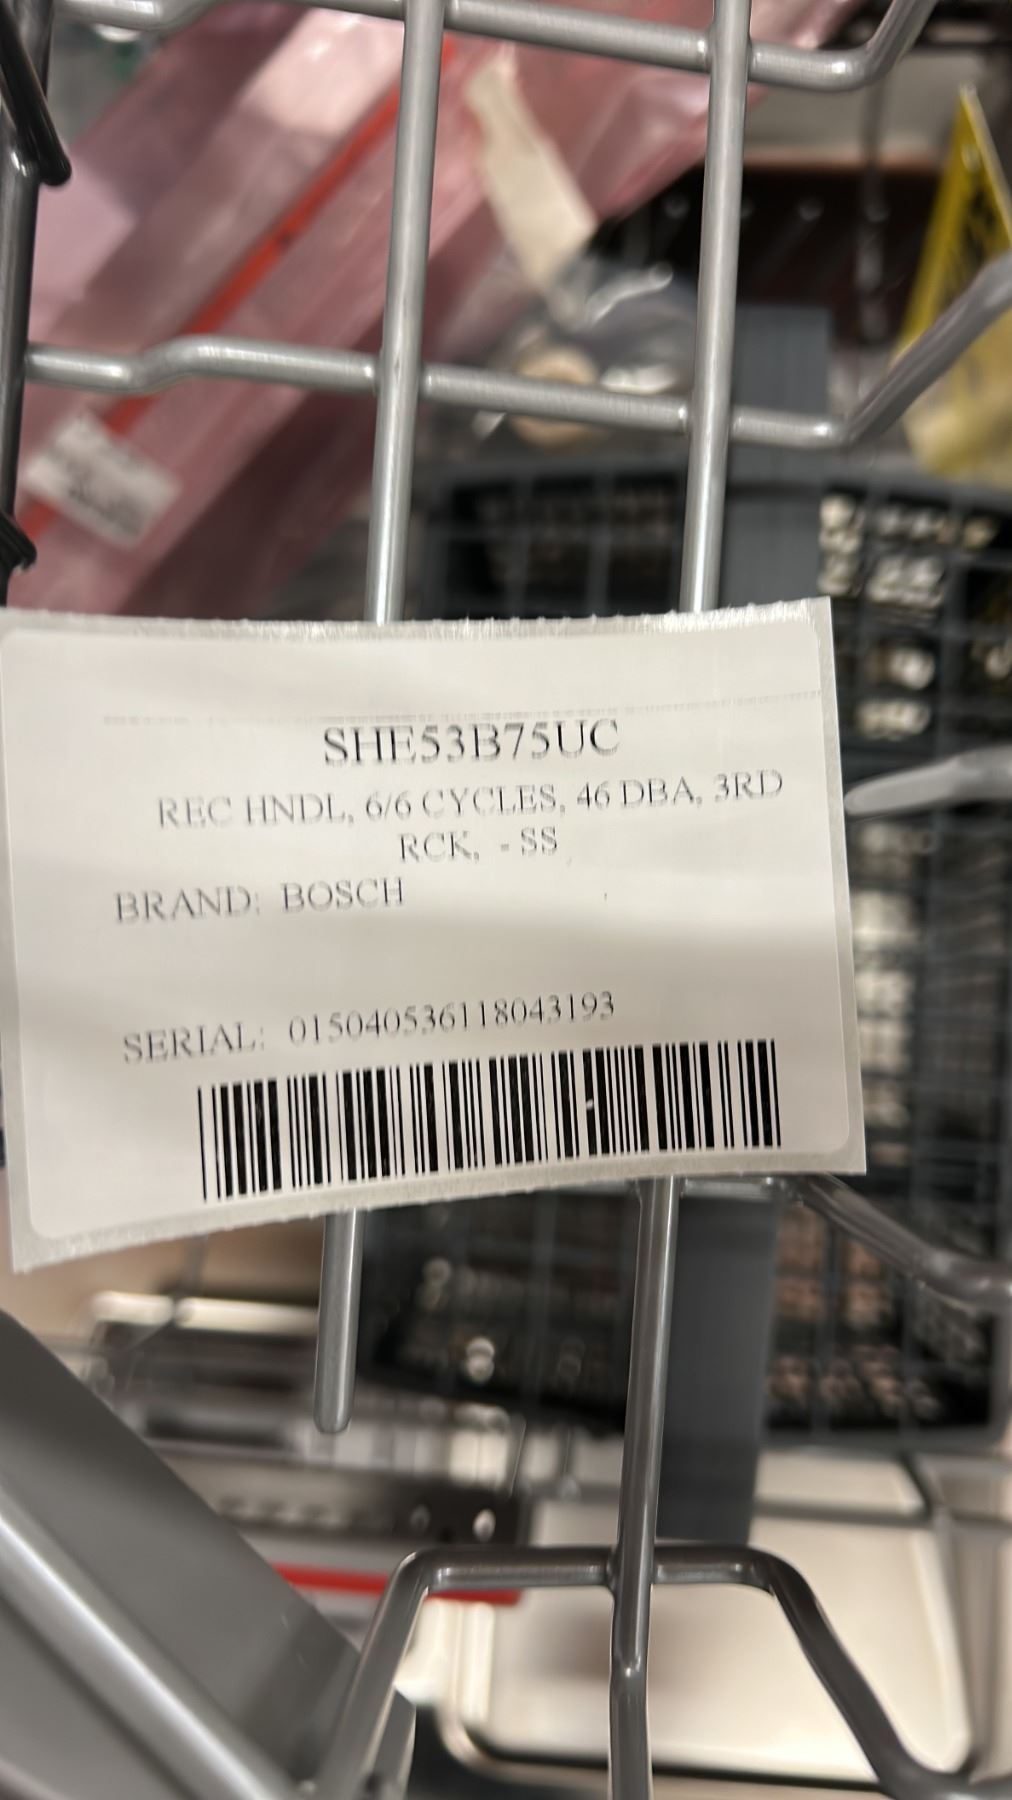 SHE53B75UC
REC HNDL, 6/6 CYCLES, 46 DBA, 3RD
RCK, - SS
BRAND: BOSCH
SERIAL: 015040536118043193